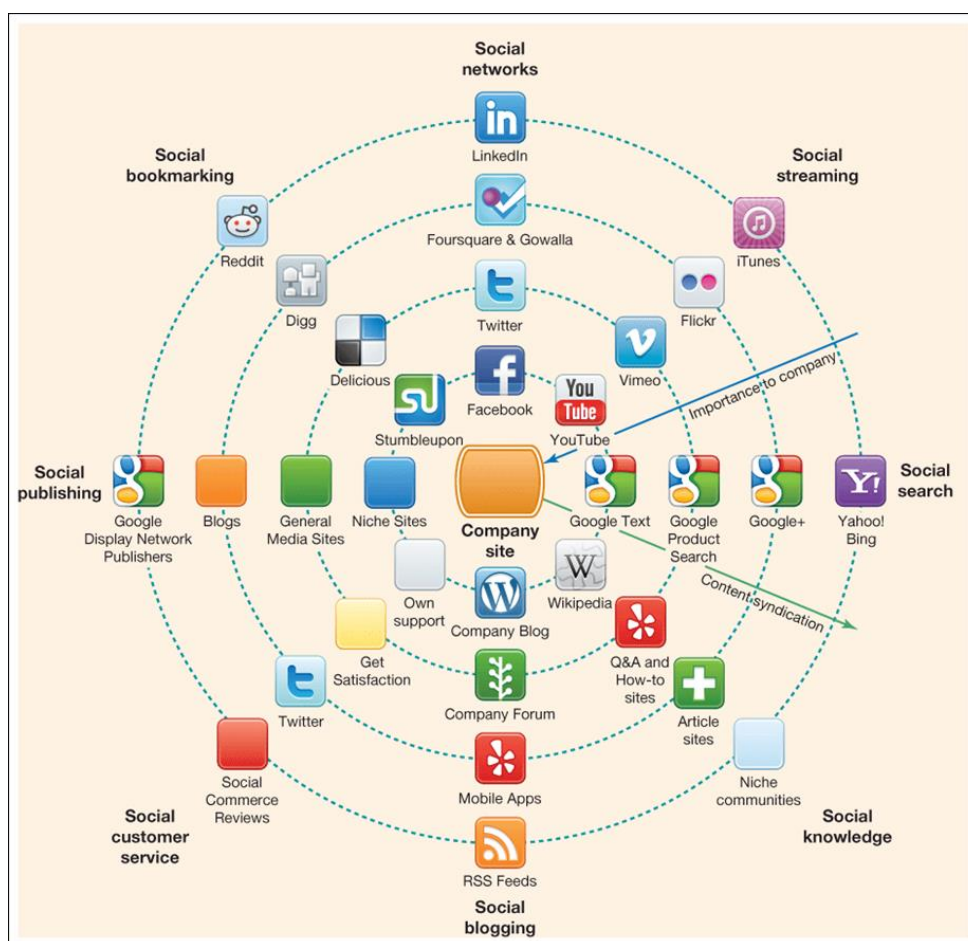 Social
networks
in
LinkedIn
Social
bookmarking
Social
streaming
Reddit
Foursquare & Gowalla
iTunes
Digg
Twitter
Flickr
Delicious
Vimeo
Importance to company
Stumbleupon
Facebook
You
Tube
YouTube
Social
publishing
Google
Display Network
Publishers
Blogs
General
Media Sites
Niche Sites
Company
site
Google Text
Google
Product
Search
Google+
Y!
Yahoo!
Bing
Social
search
Own
support
Company Blog
W
Wikipedia
Content syndication
Get
Satisfaction
Company Forum
Q&A and
How-to
sites
Twitter
Article
sites
Social
Commerce
Reviews
Mobile Apps
Niche
communities
Social
customer
service
Social
knowledge
RSS Feeds
Social
blogging